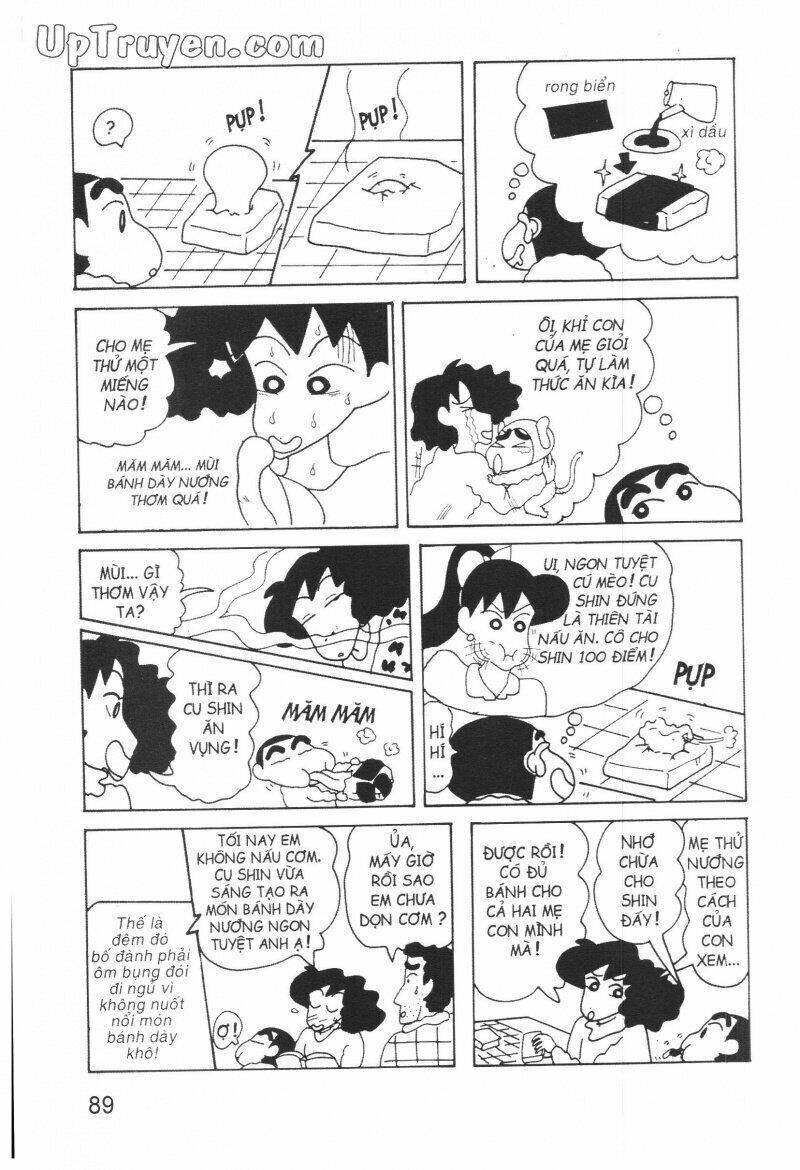 UpTruyen.com
rong biển
xì dầu
PỤP!
PỤP!
?
ÔI, KHỈ CON
CỦA MẸ GIỎI
QUÁ, TỰ LÀM
THỨC ĂN KÌA!
CHO MẸ
THỬ MỘT
MIẾNG
NÀO!
MĂM MĂM... MÙI
BÁNH DÀY NƯỚNG
THƠM QUÁ!
UI, NGON TUYỆT
CÚ MÈO! CU
SHIN ĐÚNG
LÀ THIÊN TÀI
NẤU ĂN. CÔ CHO
SHIN 100 ĐIỂM!
PỤP
HÍ
HÍ
...
MÙI... GÌ
THƠM VẬY
TA?
THÌ RA
CU SHIN
ĂN
VỤNG!
MĂM MĂM
MẸ THỬ
NƯỚNG
THEO
CÁCH
CỦA
CON
XEM...
NHỚ
CHỪA
CHO
SHIN
ĐẤY!
ĐƯỢC RỒI!
CÓ ĐỦ
BÁNH CHO
CẢ HAI MẸ
CON MÌNH
MÀ!
ỦA,
MẤY GIỜ
RỒI SAO
EM CHƯA
DỌN CƠM?
TỐI NAY EM
KHÔNG NẤU CƠM.
CU SHIN VỪA
SÁNG TẠO RA
MÓN BÁNH DÀY
NƯỚNG NGON
TUYỆT ANH Ạ!
Ợ!
Thế là
đêm đó
bố đành phải
ôm bụng đói
đi ngủ vì
không nuốt
nổi món
bánh dày
khô!
89